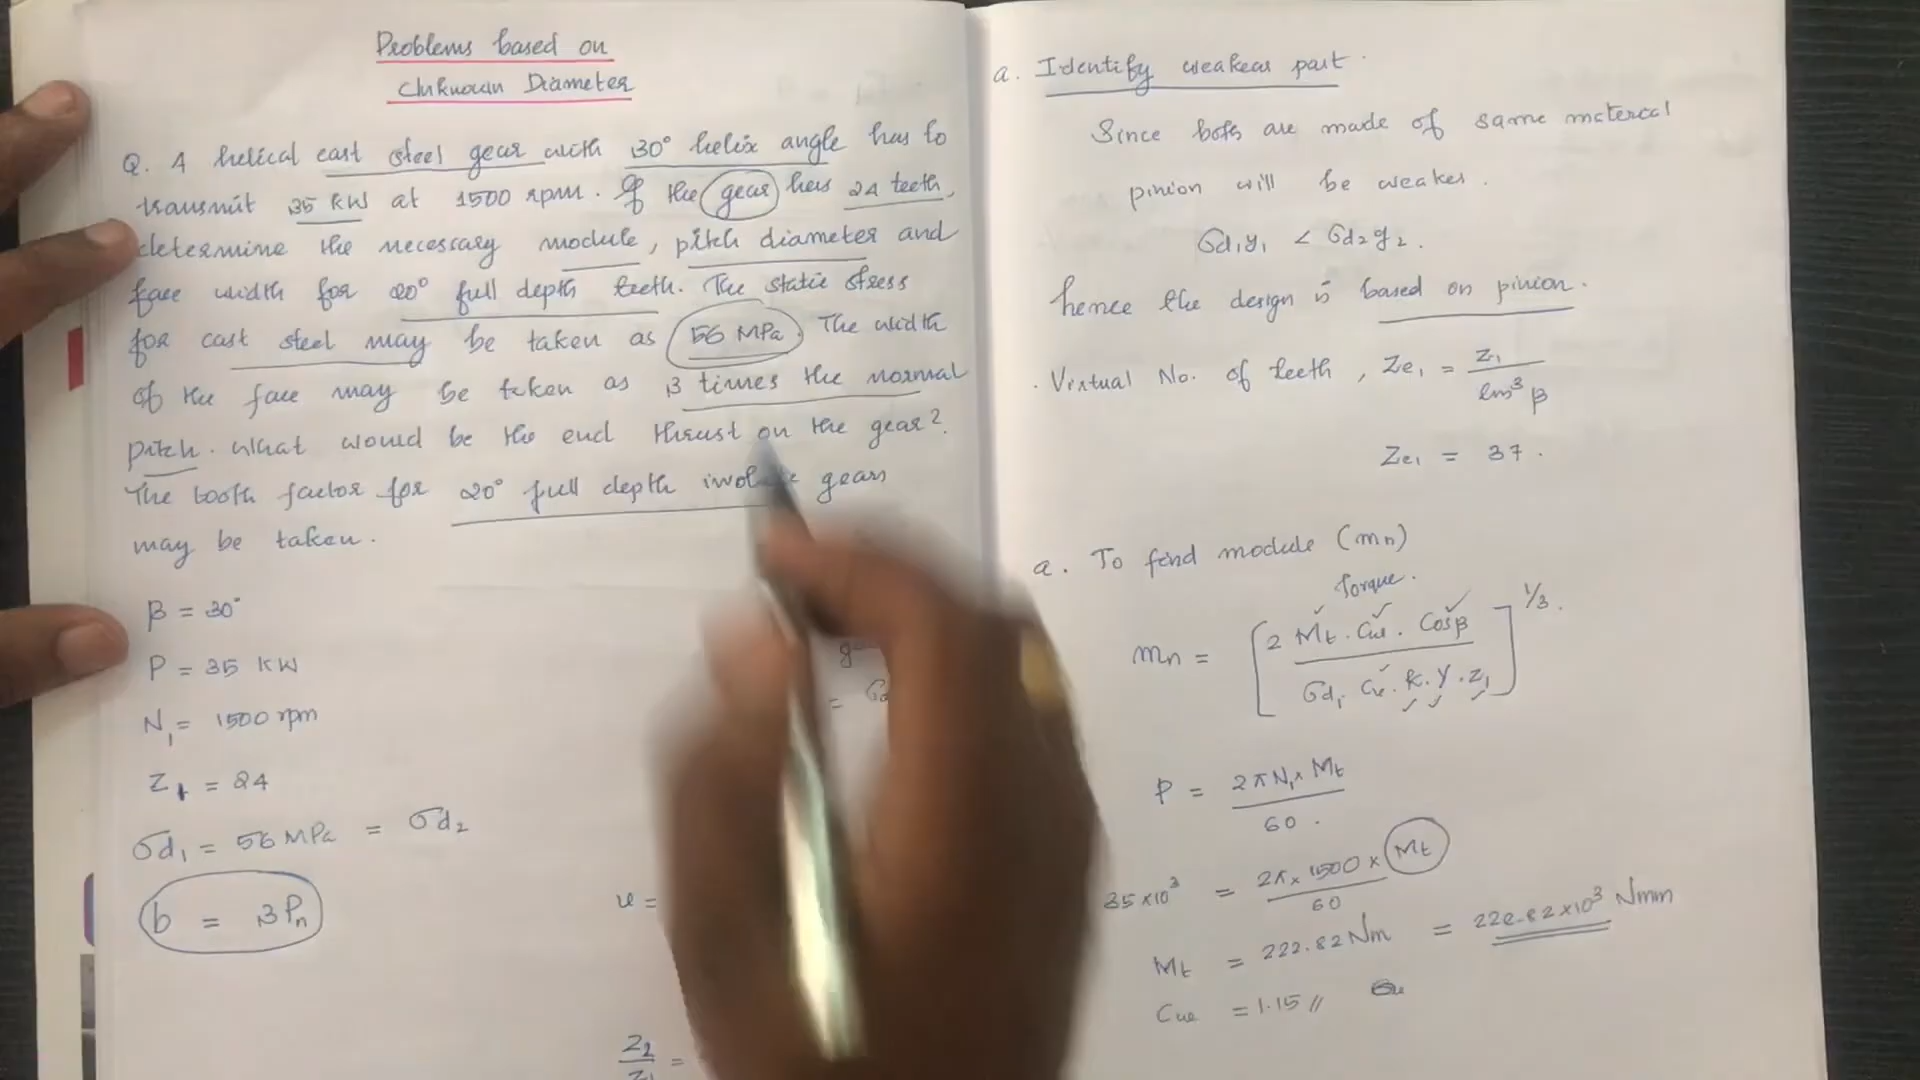 Problems based on
Unknown Diameter
Q. A helical cast steel gear with 30° helix angle has to
transmit 35 kW at 1500 rpm. If the gear has 24 teeth,
determine the necessary module, pitch diameter and
face width for 20° full depth teeth. The static stress
for cast steel may be taken as 56 MPa. The width
of the face may be taken as 3 times the normal
pitch. What would be the end thrust on the gear?
The tooth factor for 20° full depth gears
may be taken.
β = 30°
P = 35 KW
N₁ = 1500 rpm
Z₁ = 24
σd₁ = 56 MPa = σd₂
b = 3Pn
v =
Z₂
=
a. Identify weaker part.
Since both are made of same material
pinion will be weaker.
σd₁y₁ < σd₂y₂.
hence the design is based on pinion.
Virtual No. of teeth, Ze₁ = Z₁ / cos³ β
Ze₁ = 37.
a. To find module (mn)
Torque.
mn = [2 Mt. Cw. Cosβ / σd₁. Cv. K. Y. Z₁]^1/3.
P = 2πN₁ × Mt / 60.
35×10³ = 2π × 1500 × Mt / 60
Mt = 222.82 Nm = 222.82×10³ Nmm
Cw = 1.15 //